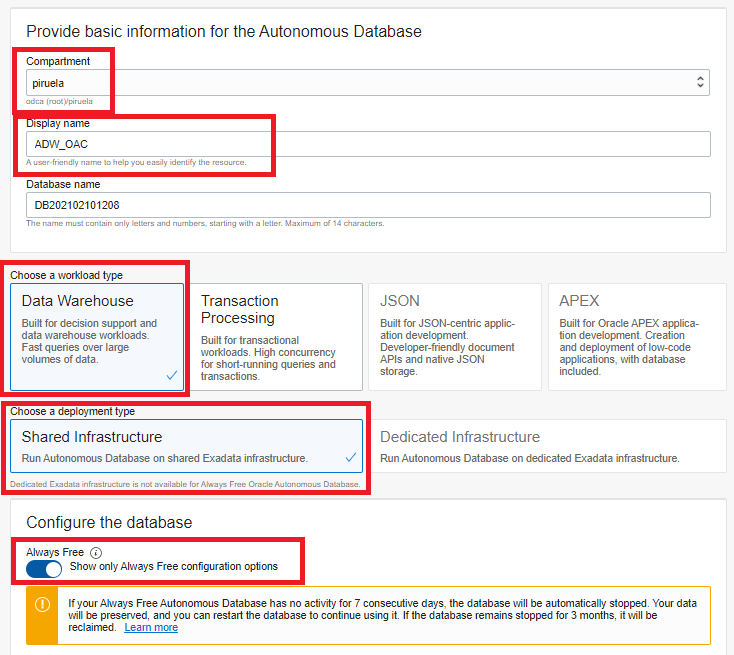 Provide basic information for the Autonomous Database
Compartment
piruela
odca (root)/piruela
Display name
ADW_OAC
A user-friendly name to help you easily identify the resource.
Database name
DB202102101208
The name must contain only letters and numbers, starting with a letter. Maximum of 14 characters.
Choose a workload type
Data Warehouse
Built for decision support and
data warehouse workloads.
Fast queries over large
volumes of data.
Transaction
Processing
Built for transactional
workloads. High concurrency
for short-running queries and
transactions.
JSON
Built for JSON-centric applic-
ation development.
Developer-friendly document
APIs and native JSON
storage.
APEX
Built for Oracle APEX applica-
tion development. Creation
and deployment of low-code
applications, with database
included.
Choose a deployment type
Shared Infrastructure
Run Autonomous Database on shared Exadata infrastructure.
Dedicated Infrastructure
Run Autonomous Database on dedicated Exadata infrastructure.
Dedicated Exadata infrastructure is not available for Always Free Oracle Autonomous Database.
Configure the database
Always Free
Show only Always Free configuration options
If your Always Free Autonomous Database has no activity for 7 consecutive days, the database will be automatically stopped. Your data
will be preserved, and you can restart the database to continue using it. If the database remains stopped for 3 months, it will be
reclaimed. Learn more